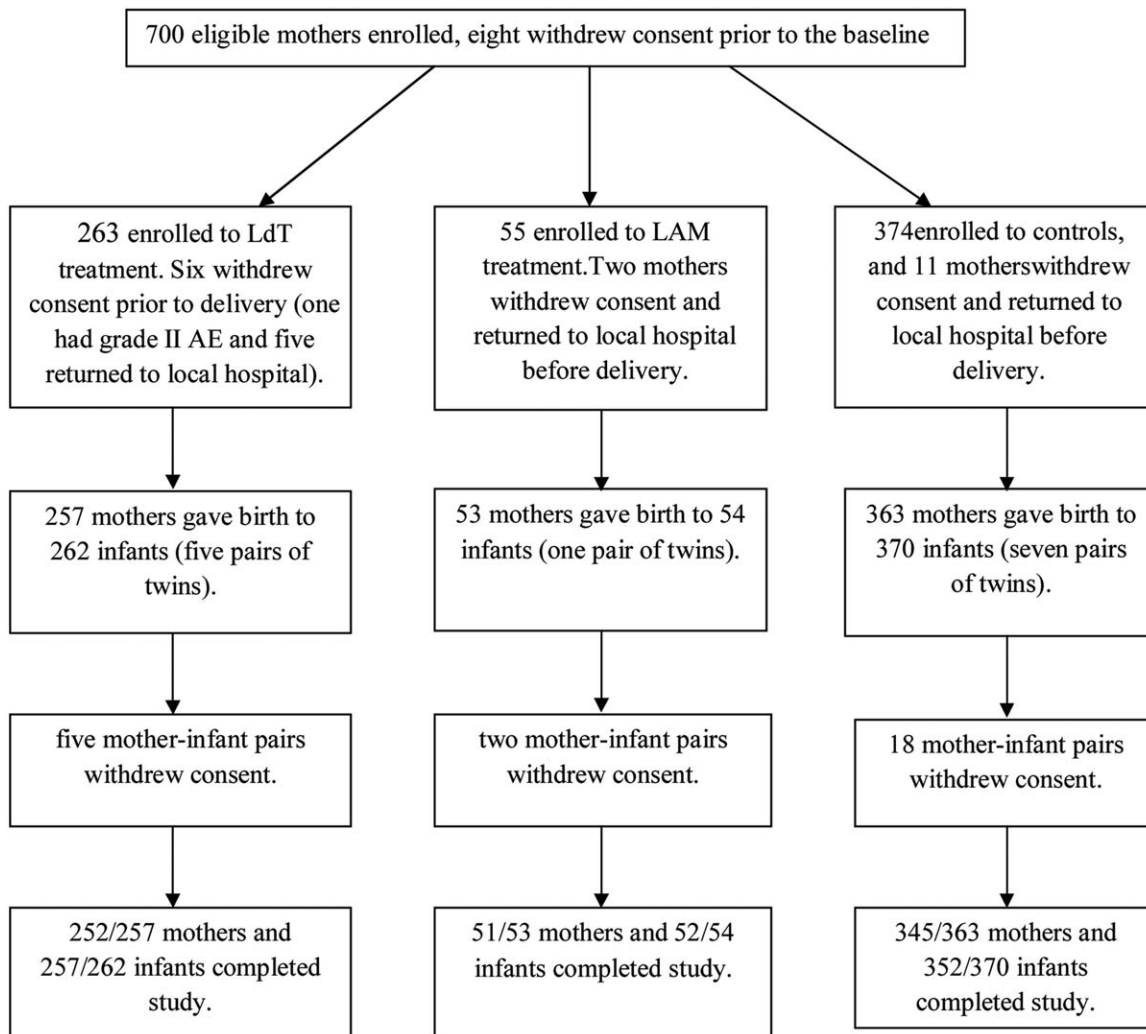 700 eligible mothers enrolled, eight withdrew consent prior to the baseline
263 enrolled to LdT
treatment. Six withdrew
consent prior to delivery (one
had grade II AE and five
returned to local hospital).
55 enrolled to LAM
treatment.Two mothers
withdrew consent and
returned to local hospital
before delivery.
374enrolled to controls,
and 11 motherswithdrew
consent and returned to
local hospital before
delivery.
257 mothers gave birth to
262 infants (five pairs of
twins).
53 mothers gave birth to 54
infants (one pair of twins).
363 mothers gave birth to
370 infants (seven pairs
of twins).
five mother-infant pairs
withdrew consent.
two mother-infant pairs
withdrew consent.
18 mother-infant pairs
withdrew consent.
252/257 mothers and
257/262 infants completed
study.
51/53 mothers and 52/54
infants completed study.
345/363 mothers and
352/370 infants
completed study.